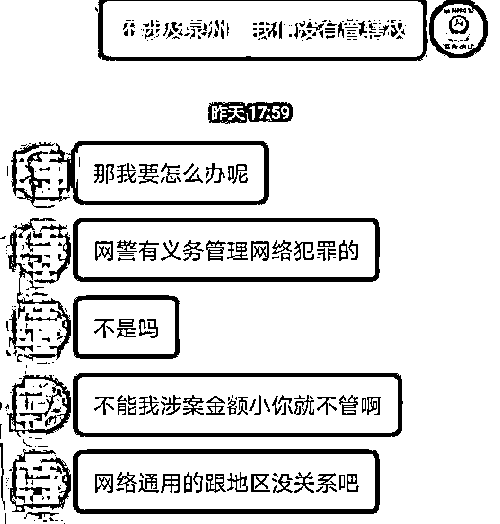 不涉及泉州 我们没有管辖权
昨天 17:59
那我要怎么办呢
网警有义务管理网络犯罪的
不是吗
不能我涉案金额小你就不管啊
网络通用的跟地区没关系吧